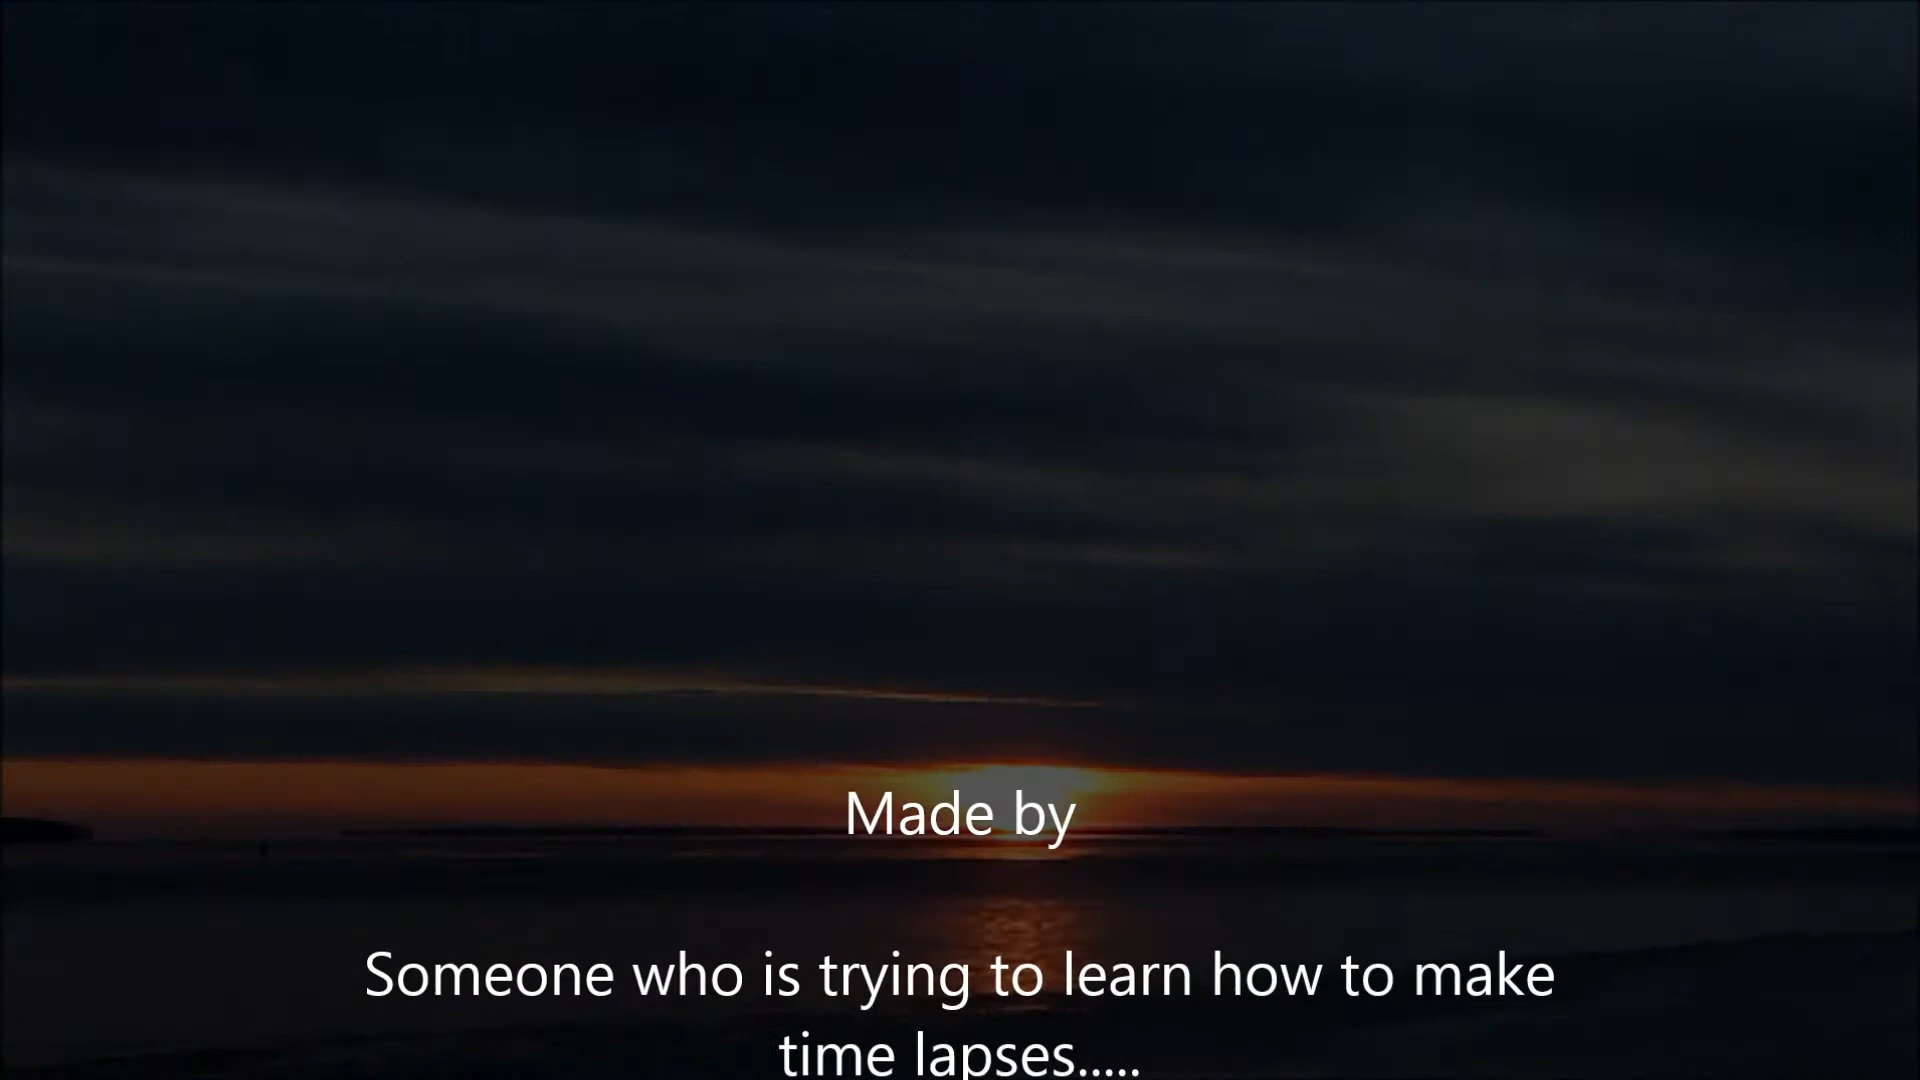 Made by
Someone who is trying to learn how to make
time lapses.....